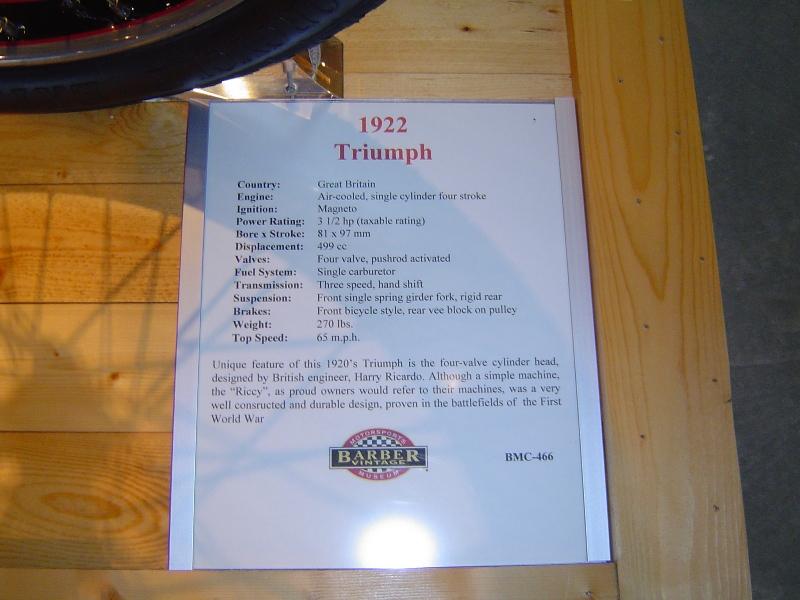 1922
Triumph
Country: Great Britain
Engine: Air-cooled, single cylinder four stroke
Ignition: Magneto
Power Rating: 3 1/2 hp (taxable rating)
Bore x Stroke: 81 x 97 mm
Displacement: 499 cc
Valves: Four valve, pushrod activated
Fuel System: Single carburetor
Transmission: Three speed, hand shift
Suspension: Front single spring girder fork, rigid rear
Brakes: Front bicycle style, rear vee block on pulley
Weight: 270 lbs.
Top Speed: 65 m.p.h.
Unique feature of this 1920's Triumph is the four-valve cylinder head,
designed by British engineer, Harry Ricardo. Although a simple machine,
the "Riccy", as proud owners would refer to their machines, was a very
well constructed and durable design, proven in the battlefields of the First
World War
MOTORSPORTS
BARBER
VINTAGE
MUSEUM
BMC-466